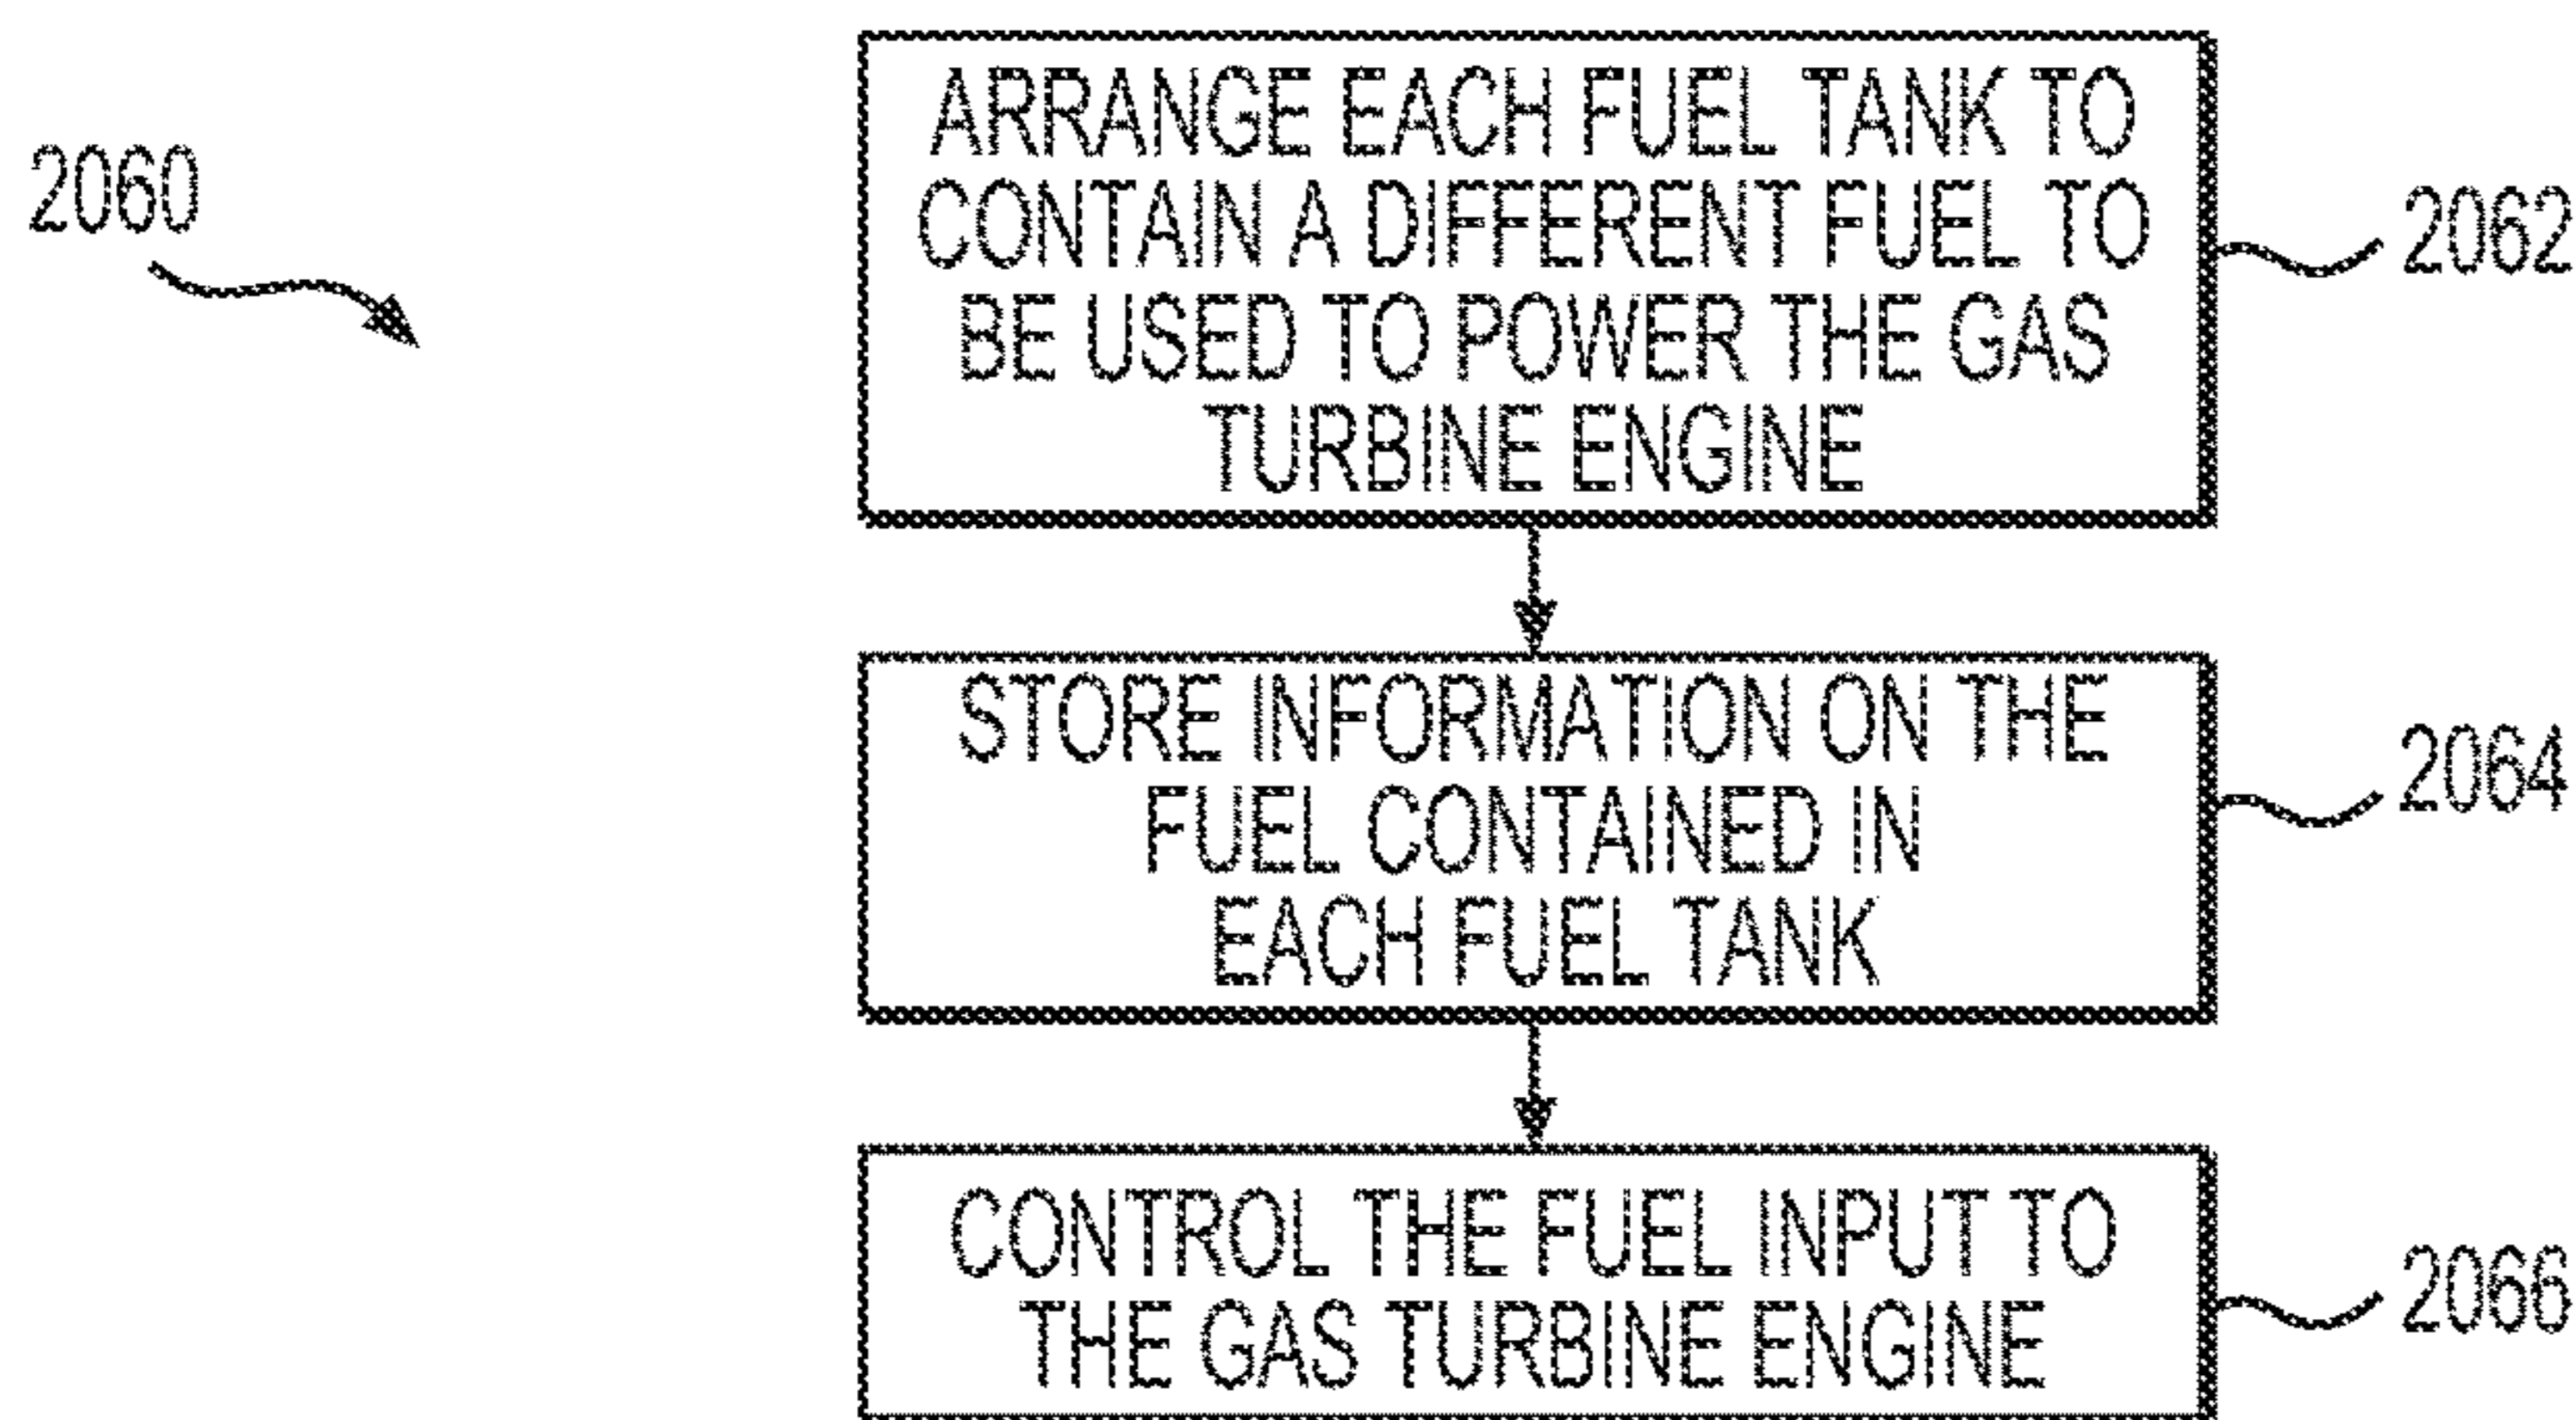 2060
ARRANGE EACH FUEL TANK TO
CONTAIN A DIFFERENT FUEL TO
BE USED TO POWER THE GAS
TURBINE ENGINE
2062
STORE INFORMATION ON THE
FUEL CONTAINED IN
EACH FUEL TANK
2064
CONTROL THE FUEL INPUT TO
THE GAS TURBINE ENGINE
2066